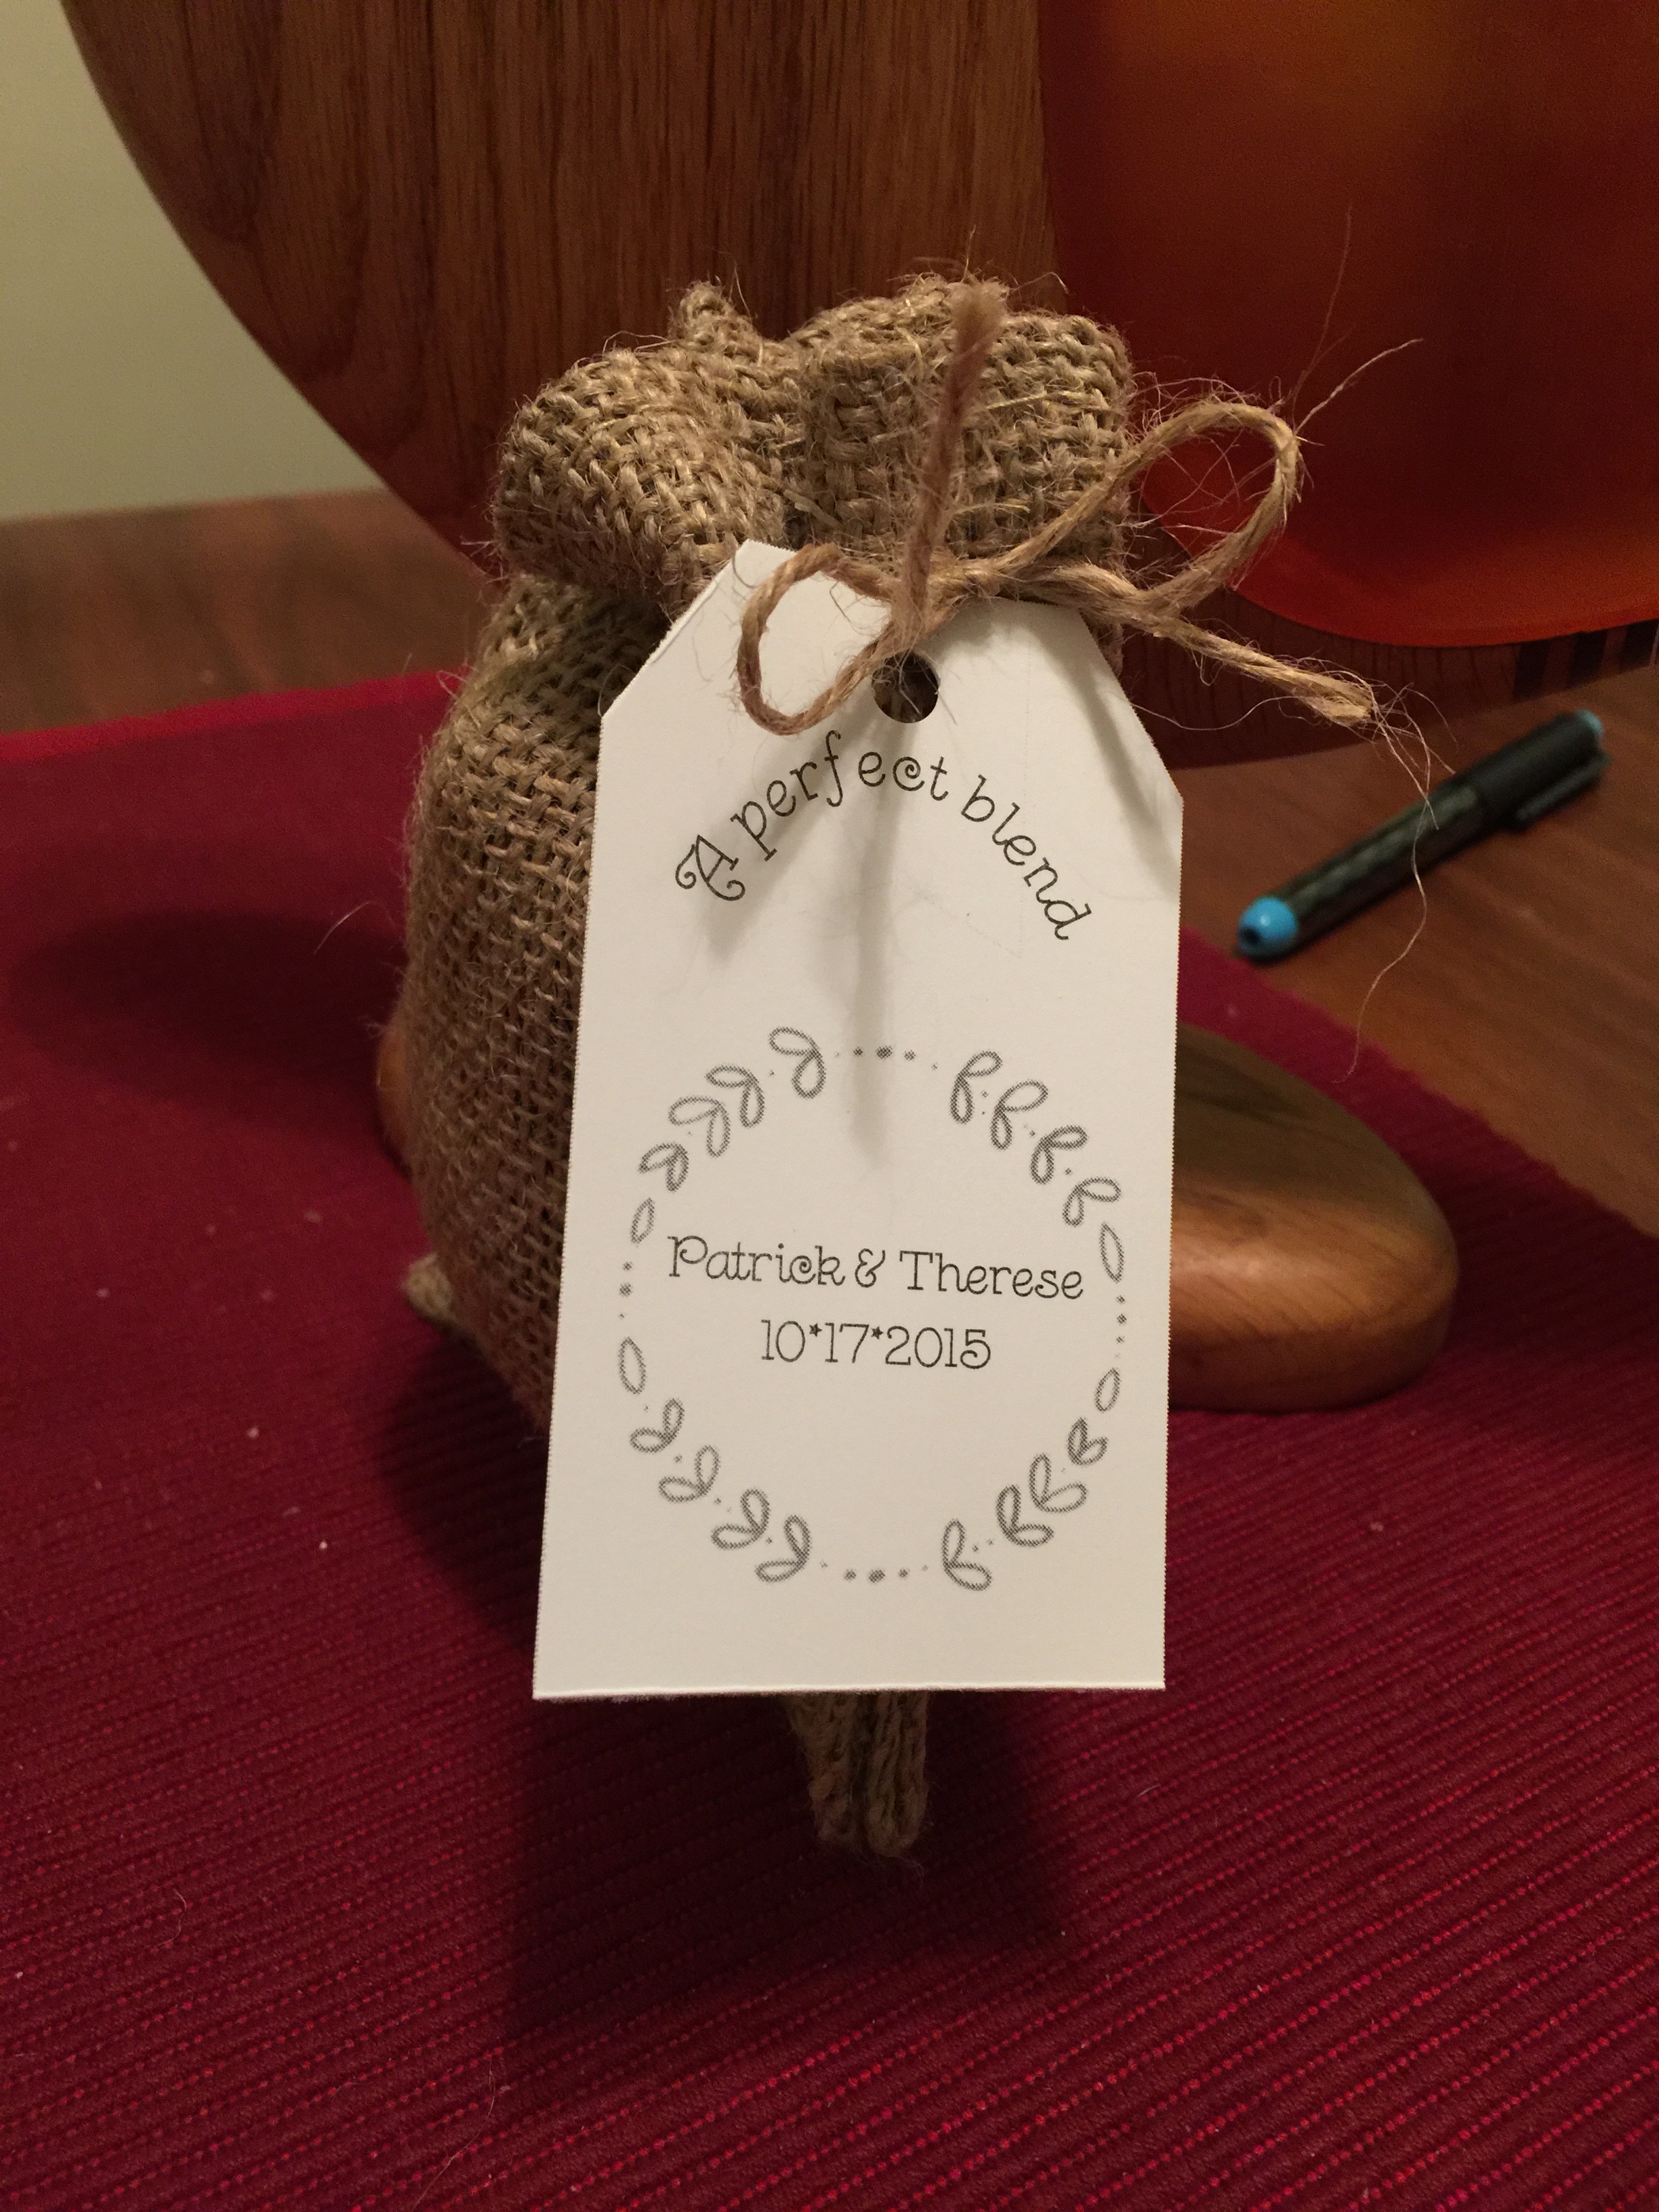 A perfect blend
Patrick & Therese
10*17*2015